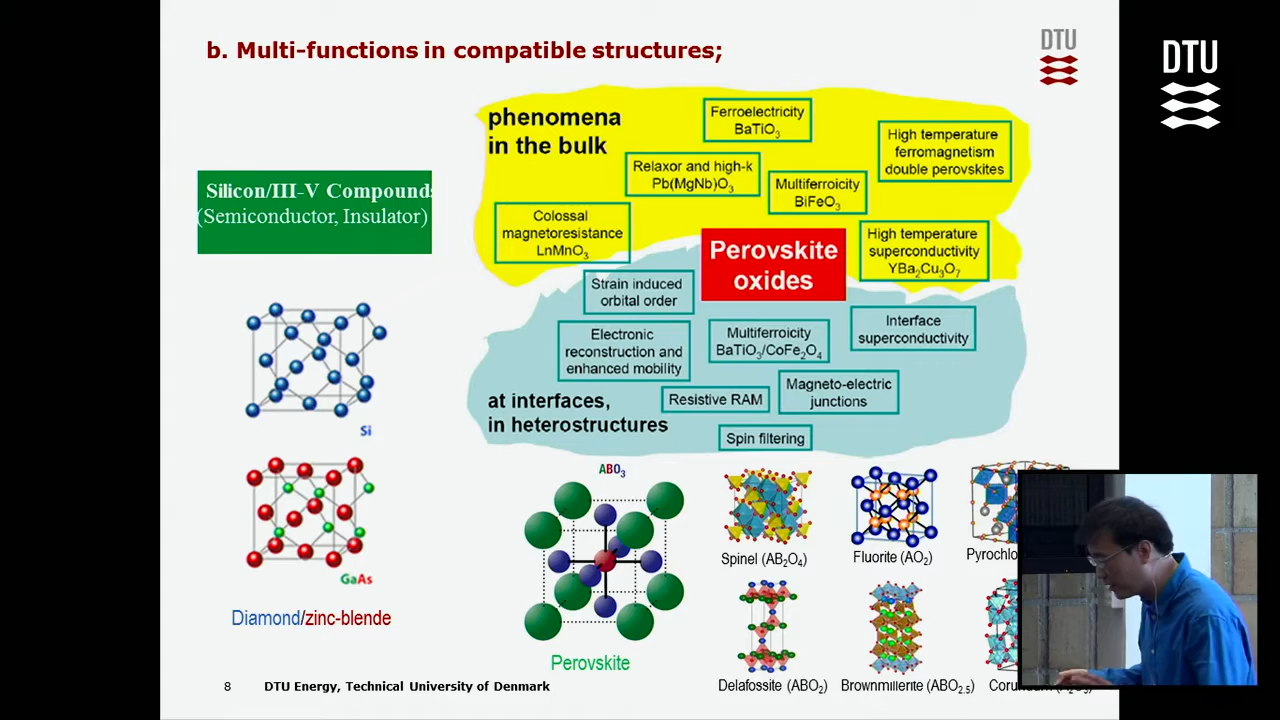 b. Multi-functions in compatible structures;
DTU
DTU
Silicon/III-V Compounds
(Semiconductor, Insulator)
phenomena
in the bulk
Ferroelectricity
BaTiO₃
High temperature
ferromagnetism
double perovskites
Relaxor and high-k
Pb(MgNb)O₃
Multiferroicity
BiFeO₃
Colossal
magnetoresistance
LnMnO₃
High temperature
superconductivity
YBa₂Cu₃O₇
Perovskite
oxides
Strain induced
orbital order
Electronic
reconstruction and
enhanced mobility
Multiferroicity
BaTiO₃/CoFe₂O₄
Interface
superconductivity
at interfaces,
in heterostructures
Resistive RAM
Magneto-electric
junctions
Spin filtering
Si
GaAs
Diamond/zinc-blende
ABO₃
Perovskite
Spinel (AB₂O₄)
Fluorite (AO₂)
Delafossite (ABO₂)
Brownmillerite (ABO₂.₅)
8 DTU Energy, Technical University of Denmark